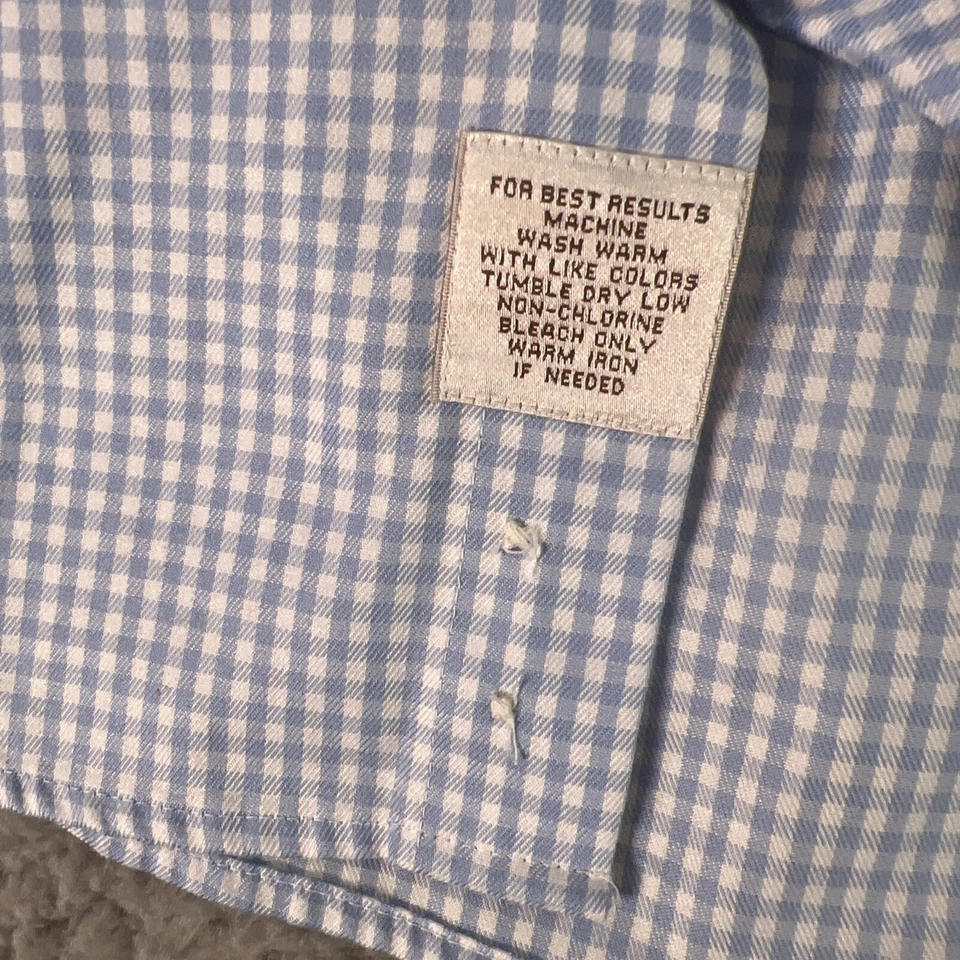 FOR BEST RESULTS
MACHINE
WASH WARM
WITH LIKE COLORS
TUMBLE DRY LOW
NON-CHLORINE
BLEACH ONLY
WARM IRON
IF NEEDED